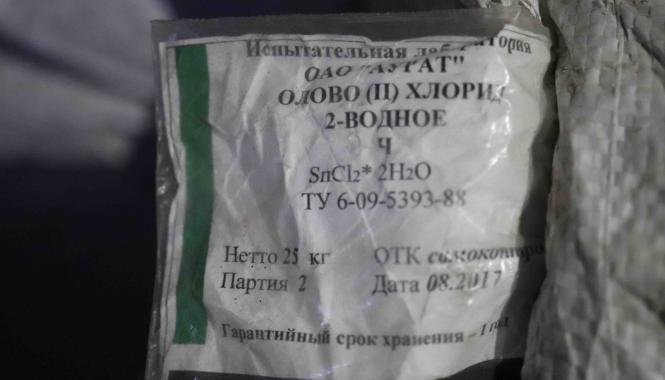 Испытательная лаборатория
ОАО "АУРАТ"
ОЛОВО (II) ХЛОРИД
2-ВОДНОЕ
Ч
SnCl2* 2H2O
ТУ 6-09-5393-88
Нетто 25 кг ОТК самоконтро
Партия 2 Дата 08.2017
Гарантийный срок хранения – 1 год